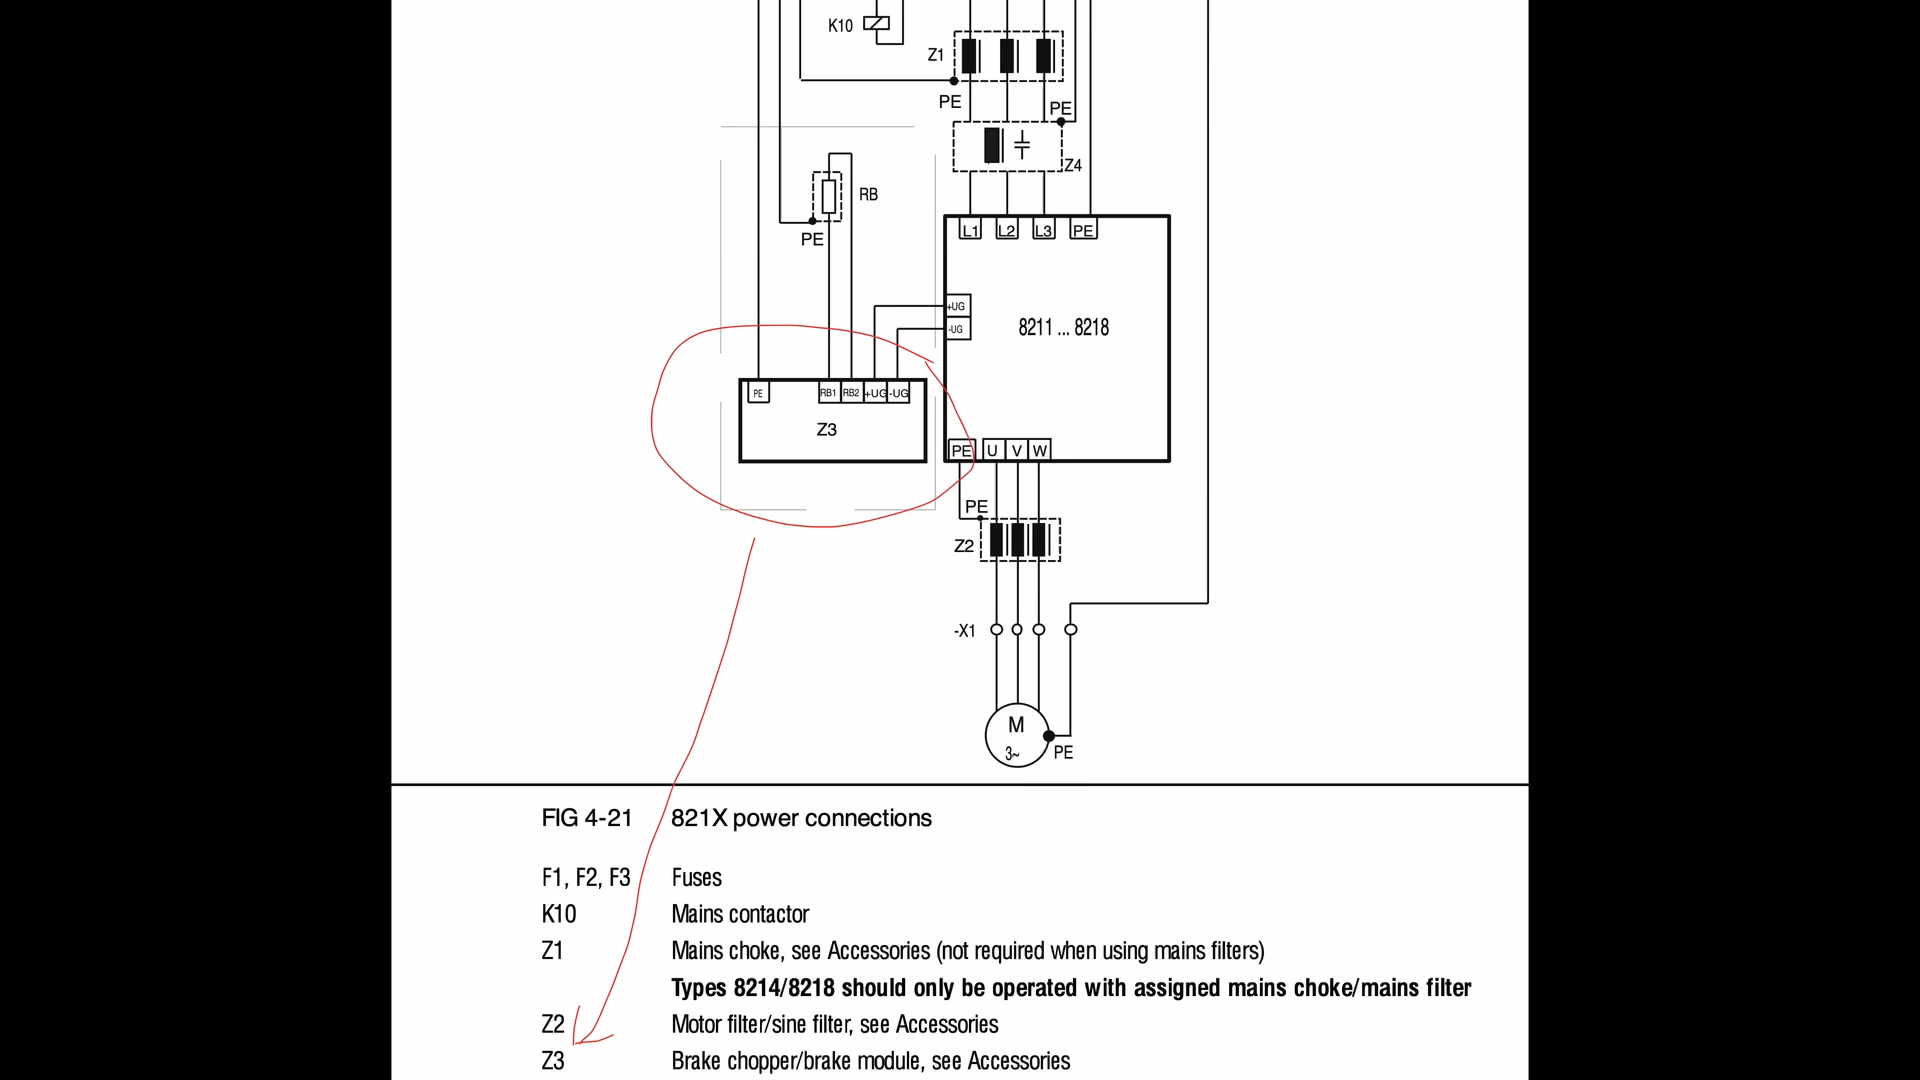 K10
Z1
PE
PE
Z4
RB
PE
L1 L2 L3 PE
+UG
-UG
8211 ... 8218
PE RB1 RB2 +UG -UG
Z3
PE U V W
PE
Z2
-X1
M
3~
PE
FIG 4-21 821X power connections
F1, F2, F3 Fuses
K10 Mains contactor
Z1 Mains choke, see Accessories (not required when using mains filters)
Types 8214/8218 should only be operated with assigned mains choke/mains filter
Z2 Motor filter/sine filter, see Accessories
Z3 Brake chopper/brake module, see Accessories